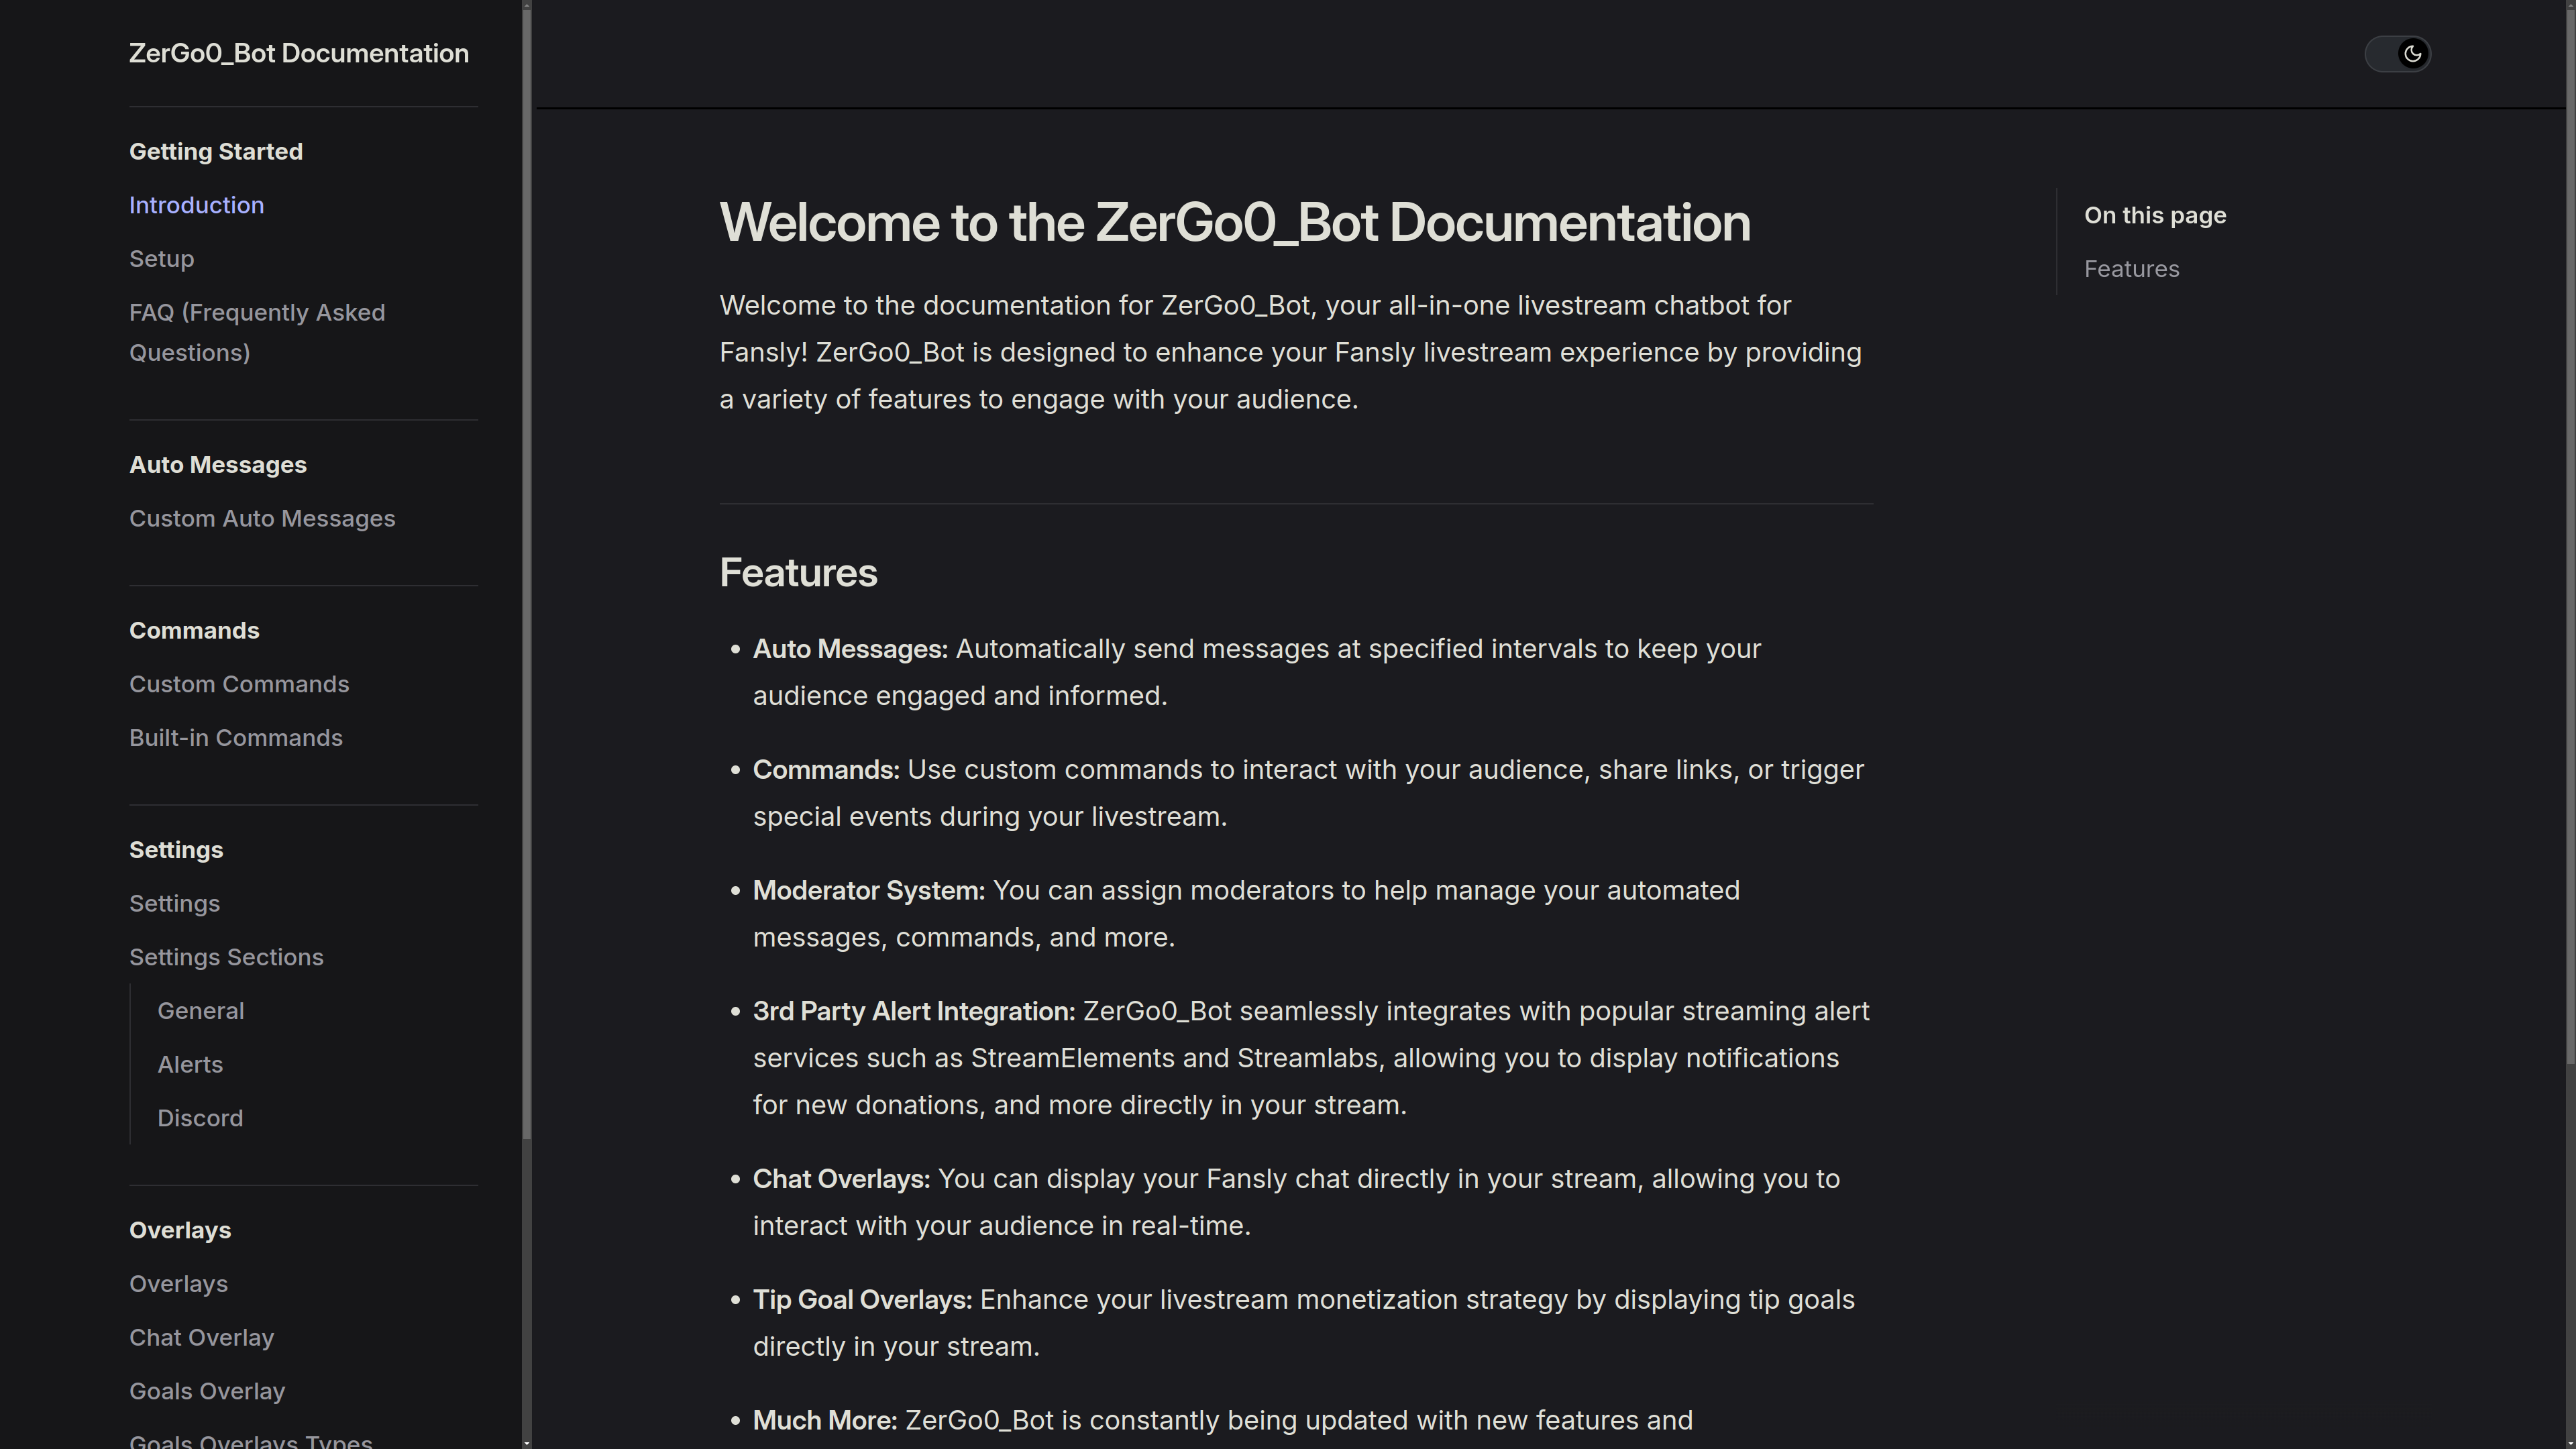 ZerGo0_Bot Documentation
Getting Started
Introduction
Setup
FAQ (Frequently Asked
Questions)
Auto Messages
Custom Auto Messages
Commands
Custom Commands
Built-in Commands
Settings
Settings
Settings Sections
General
Alerts
Discord
Overlays
Overlays
Chat Overlay
Goals Overlay
Goals Overlays Types
Welcome to the ZerGo0_Bot Documentation
Welcome to the documentation for ZerGo0_Bot, your all-in-one livestream chatbot for
Fansly! ZerGo0_Bot is designed to enhance your Fansly livestream experience by providing
a variety of features to engage with your audience.
Features
• Auto Messages: Automatically send messages at specified intervals to keep your
audience engaged and informed.
• Commands: Use custom commands to interact with your audience, share links, or trigger
special events during your livestream.
• Moderator System: You can assign moderators to help manage your automated
messages, commands, and more.
• 3rd Party Alert Integration: ZerGo0_Bot seamlessly integrates with popular streaming alert
services such as StreamElements and Streamlabs, allowing you to display notifications
for new donations, and more directly in your stream.
• Chat Overlays: You can display your Fansly chat directly in your stream, allowing you to
interact with your audience in real-time.
• Tip Goal Overlays: Enhance your livestream monetization strategy by displaying tip goals
directly in your stream.
• Much More: ZerGo0_Bot is constantly being updated with new features and
On this page
Features